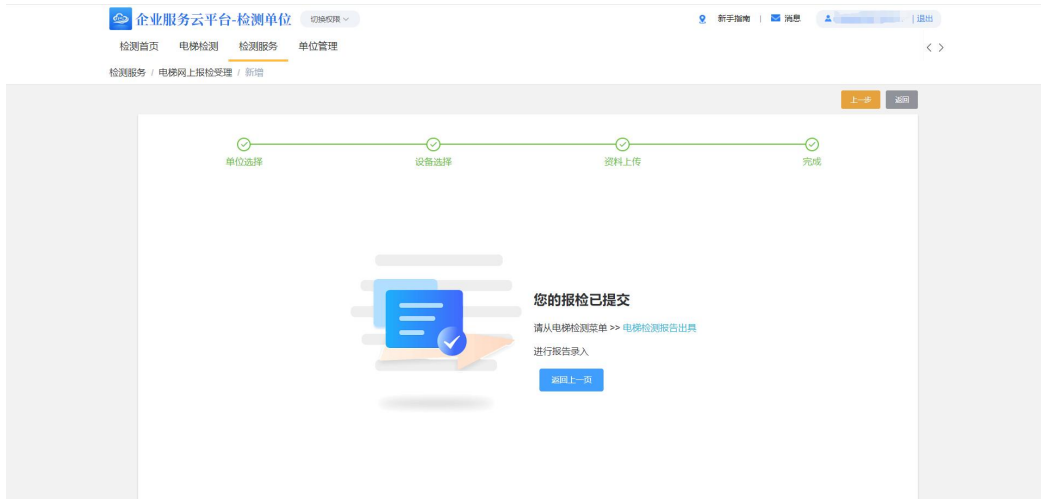 企业服务云平台-检测单位 切换权限 新手指南 | 消息 | 退出
检测首页 电梯检测 检测服务 单位管理
检测服务 / 电梯网上报检受理 / 新增
上一步 返回
单位选择 设备选择 资料上传 完成
您的报检已提交
请从电梯检测菜单 >> 电梯检测报告出具
进行报告录入
返回上一页